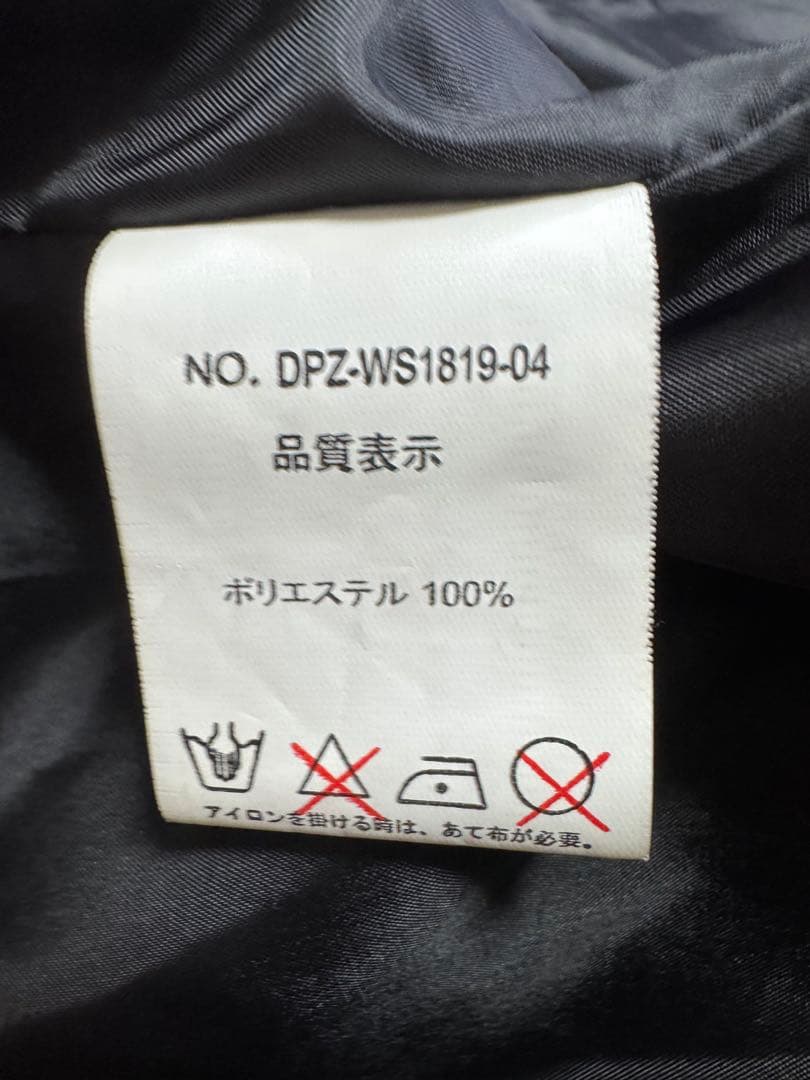 NO. DPZ-WS1819-04
品質表示
ポリエステル 100%
アイロンを掛ける時は、あて布が必要。